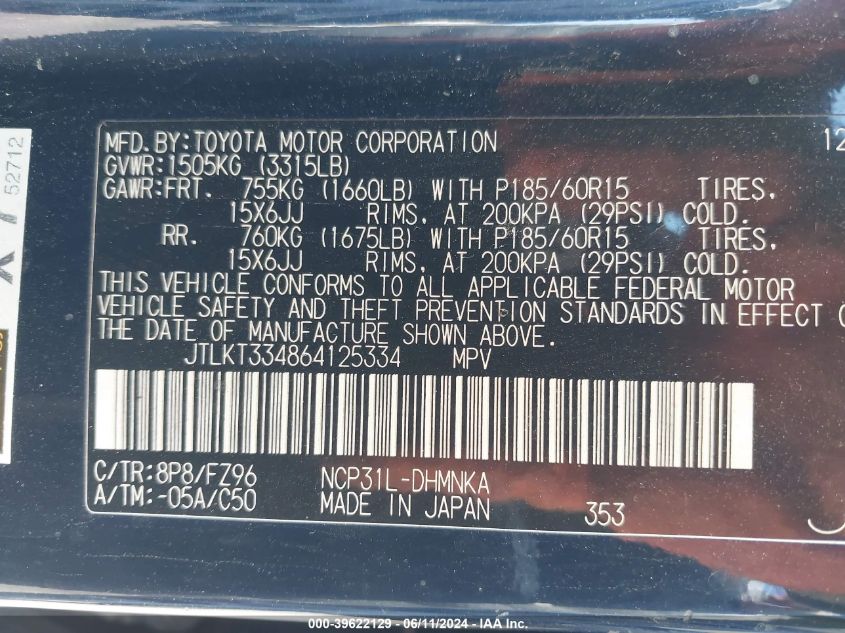 MFD.BY:TOYOTA MOTOR CORPORATION 12
GVWR:1505KG (3315LB)
GAWR:FRT. 755KG (1660LB) WITH P185/60R15 TIRES,
15X6JJ RIMS, AT 200KPA (29PSI) COLD.
RR. 760KG (1675LB) WITH P185/60R15 TIRES,
15X6JJ RIMS, AT 200KPA (29PSI) COLD.
THIS VEHICLE CONFORMS TO ALL APPLICABLE FEDERAL MOTOR
VEHICLE SAFETY AND THEFT PREVENTION STANDARDS IN EFFECT
THE DATE OF MANUFACTURE SHOWN ABOVE.
JTLKT334864125334 MPV
C/TR:8P8/FZ96 NCP31L-DHMNKA
A/TM:-05A/C50 MADE IN JAPAN 353
52712
000-39622129 - 06/11/2024 - IAA Inc.